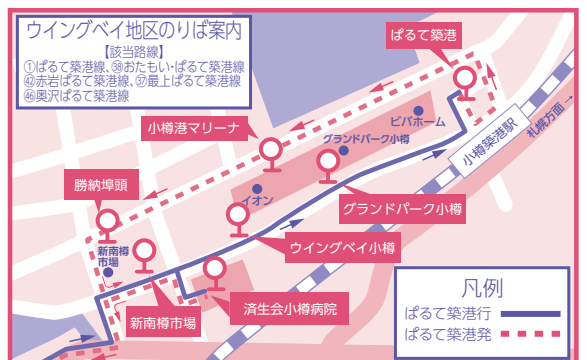 ウイングベイ地区のりば案内
【該当路線】
①ぱるて築港線、㊳おたもい・ぱるて築港線
㊷赤岩ぱるて築港線、㊲最上ぱるて築港線
㊻奥沢ぱるて築港線
ぱるて築港
小樽港マリーナ
ビバホーム
グランドパーク小樽
小樽築港駅
札幌方面→
勝納埠頭
イオン
グランドパーク小樽
新南樽
市場
ウイングベイ小樽
新南樽市場
済生会小樽病院
凡例
ぱるて築港行
ぱるて築港発